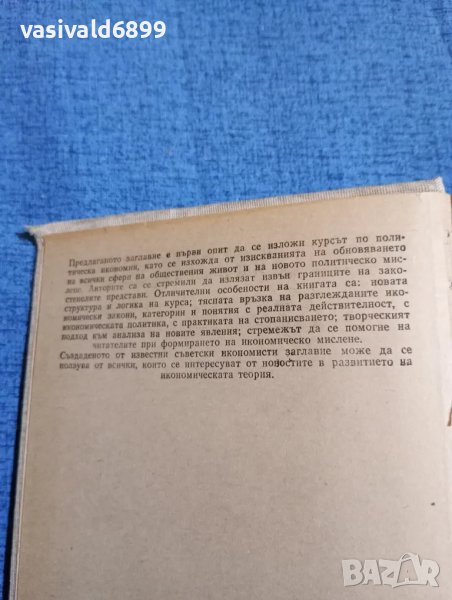 vasivald6899
Предлаганото заглавие е първи опит да се изложи курсът по поли-
тическа икономия, като се изхожда от изискванията на обновяването
на всички сфери на обществения живот и на новото политическо мис-
лене. Авторите са се стремили да излязат извън границите на зако-
стенелите представи. Отличителни особености на книгата са: новата
структура и логика на курса; тясната връзка на разглежданите ико-
номически закони, категории и понятия с реалната действителност, с
икономическата политика, с практиката на стопанисването; творческият
подход към анализа на новите явления; стремежът да се помогне на
читателите при формирането на икономическо мислене.
Създаденото от известни съветски икономисти заглавие може да се
ползува от всички, които се интересуват от новостите в развитието на
икономическата теория.
BAZAR